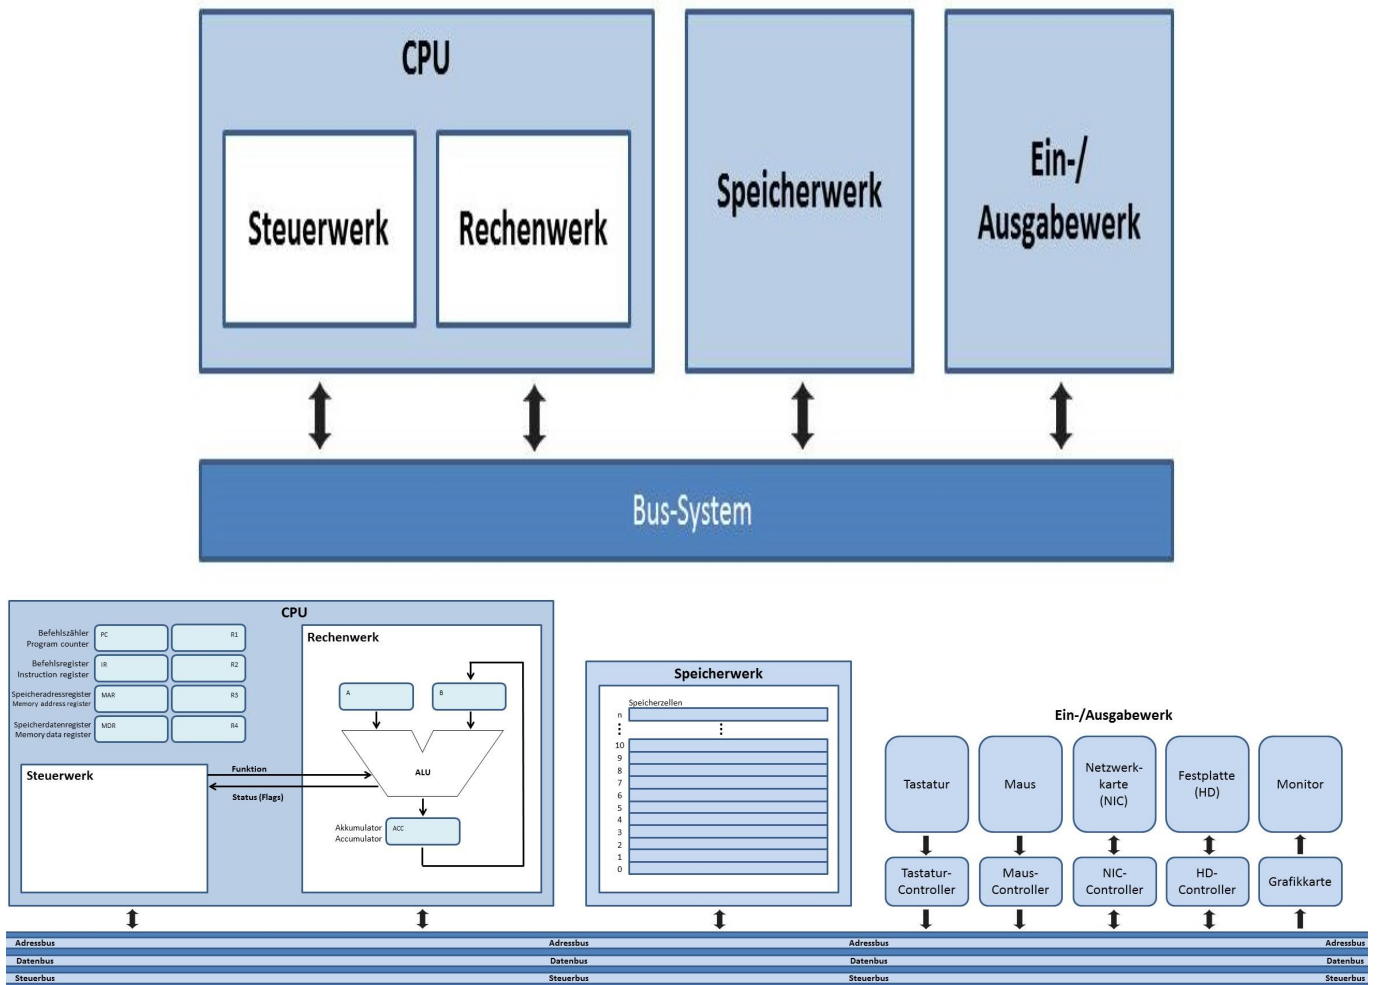 CPU
Steuerwerk
Rechenwerk
Speicherwerk
Ein-/
Ausgabewerk
Bus-System
CPU
Befehlszähler
Program counter
PC
R1
Befehlsregister
Instruction register
IR
R2
Speicheradressregister
Memory address register
MAR
R3
Speicherdatenregister
Memory data register
MDR
R4
Steuerwerk
Funktion
Status (Flags)
Rechenwerk
A
B
ALU
Akkumulator
Accumulator
ACC
Speicherwerk
Speicherzellen
n
10
9
8
7
6
5
4
3
2
1
0
Ein-/Ausgabewerk
Tastatur
Maus
Netzwerk-
karte
(NIC)
Festplatte
(HD)
Monitor
Tastatur-
Controller
Maus-
Controller
NIC-
Controller
HD-
Controller
Grafikkarte
Adressbus Adressbus Adressbus Adressbus
Datenbus Datenbus Datenbus Datenbus
Steuerbus Steuerbus Steuerbus Steuerbus